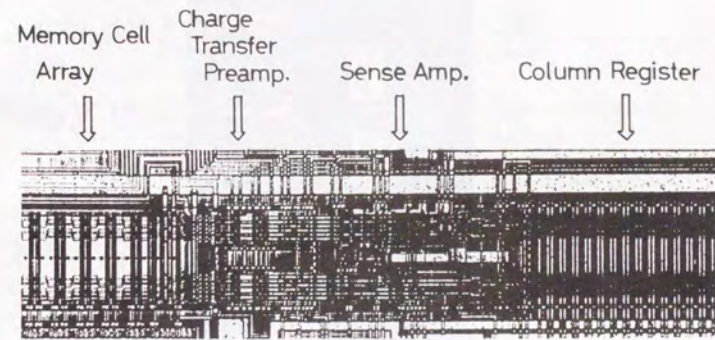 Memory Cell
Array
Charge
Transfer
Preamp.
Sense Amp.
Column Register